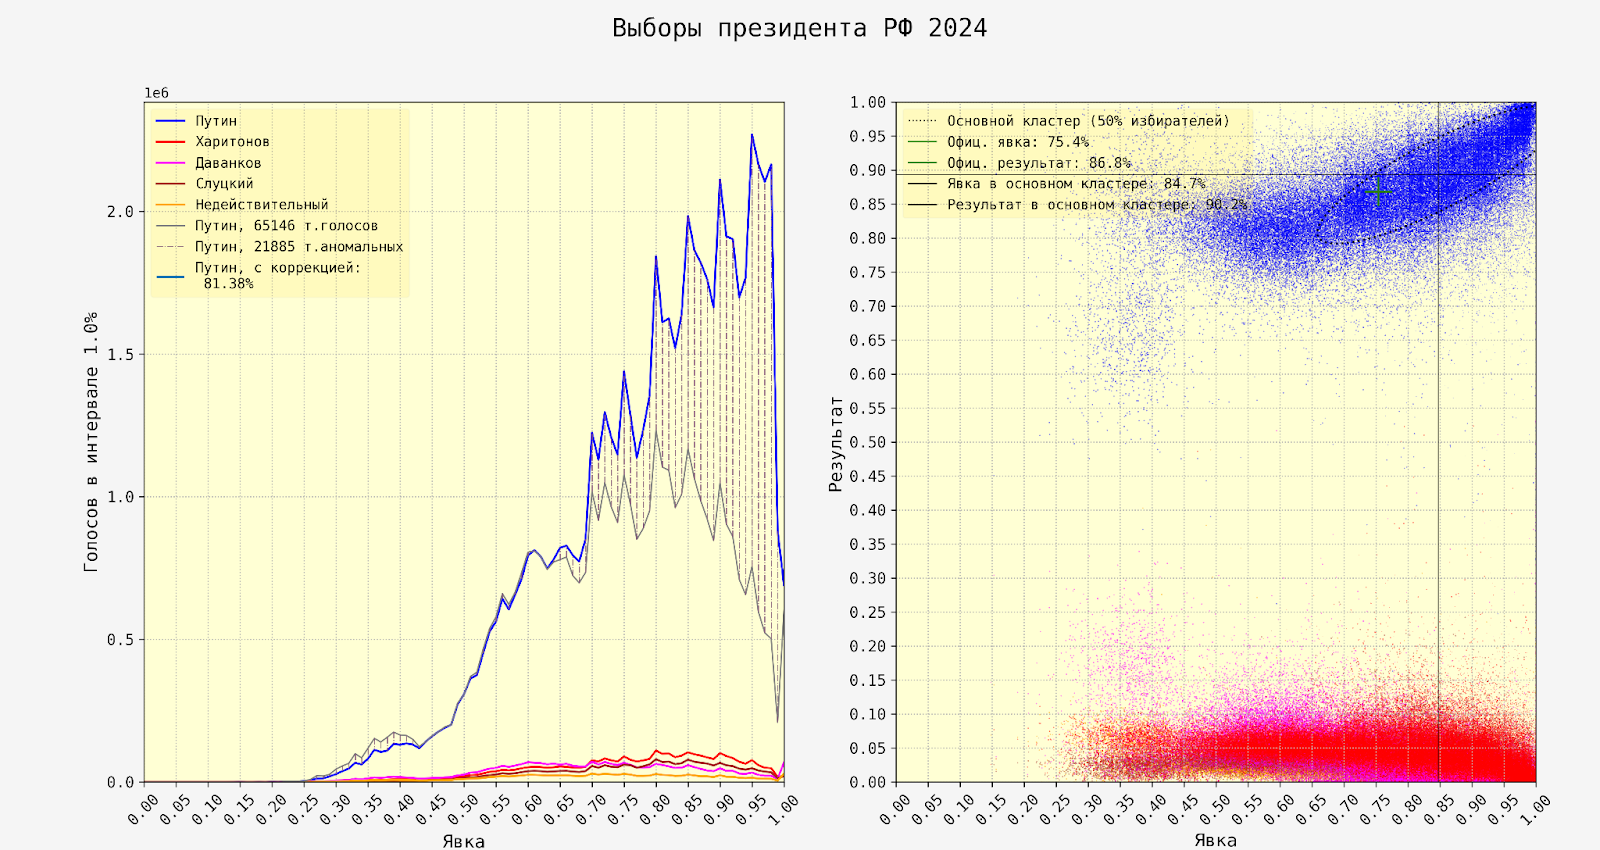 Выборы президента РФ 2024
1e6
Путин
Харитонов
Даванков
Слуцкий
Недействительный
Путин, 65146 т.голосов
Путин, 21885 т.аномальных
Путин, с коррекцией:
81.38%
Голосов в интервале 1.0%
2.0
1.5
1.0
0.5
0.0
0.00 0.05 0.10 0.15 0.20 0.25 0.30 0.35 0.40 0.45 0.50 0.55 0.60 0.65 0.70 0.75 0.80 0.85 0.90 0.95 1.00
Явка
Основной кластер (50% избирателей)
Офиц. явка: 75.4%
Офиц. результат: 86.8%
Явка в основном кластере: 84.7%
Результат в основном кластере: 90.2%
Результат
1.00
0.95
0.90
0.85
0.80
0.75
0.70
0.65
0.60
0.55
0.50
0.45
0.40
0.35
0.30
0.25
0.20
0.15
0.10
0.05
0.00
0.00 0.05 0.10 0.15 0.20 0.25 0.30 0.35 0.40 0.45 0.50 0.55 0.60 0.65 0.70 0.75 0.80 0.85 0.90 0.95 1.00
Явка